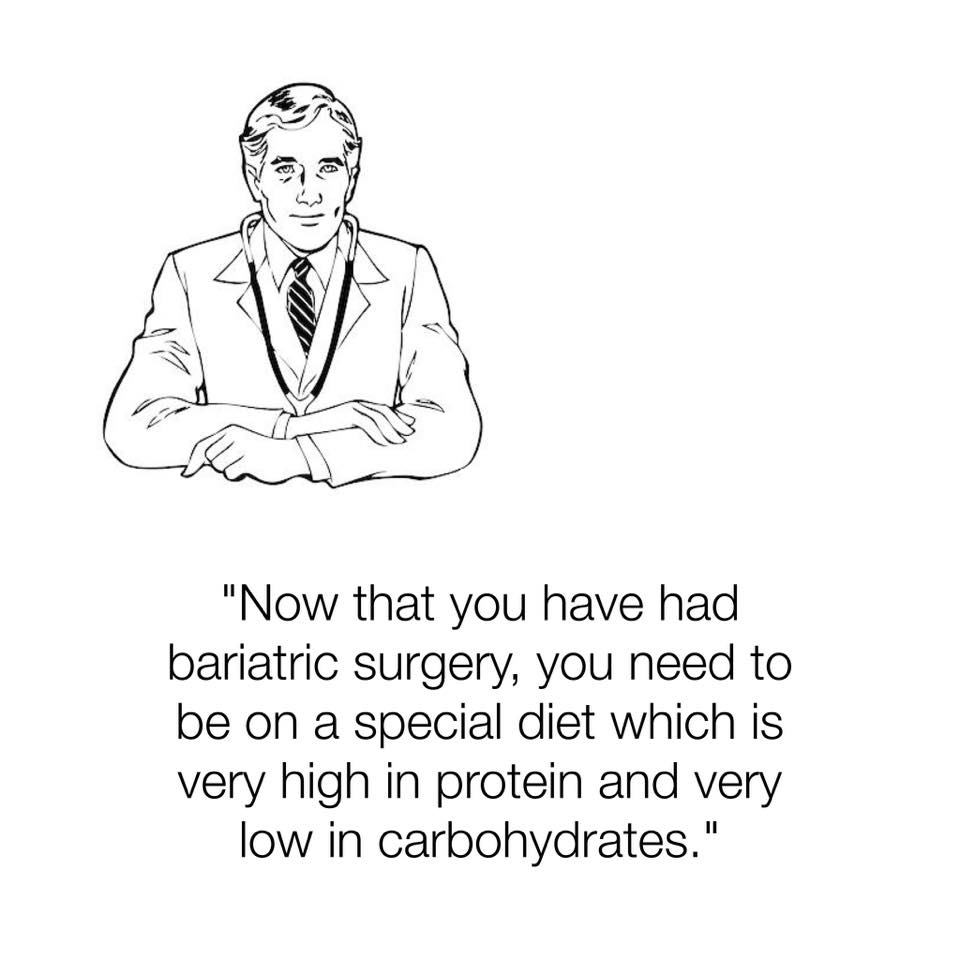 "Now that you have had
bariatric surgery, you need to
be on a special diet which is
very high in protein and very
low in carbohydrates."